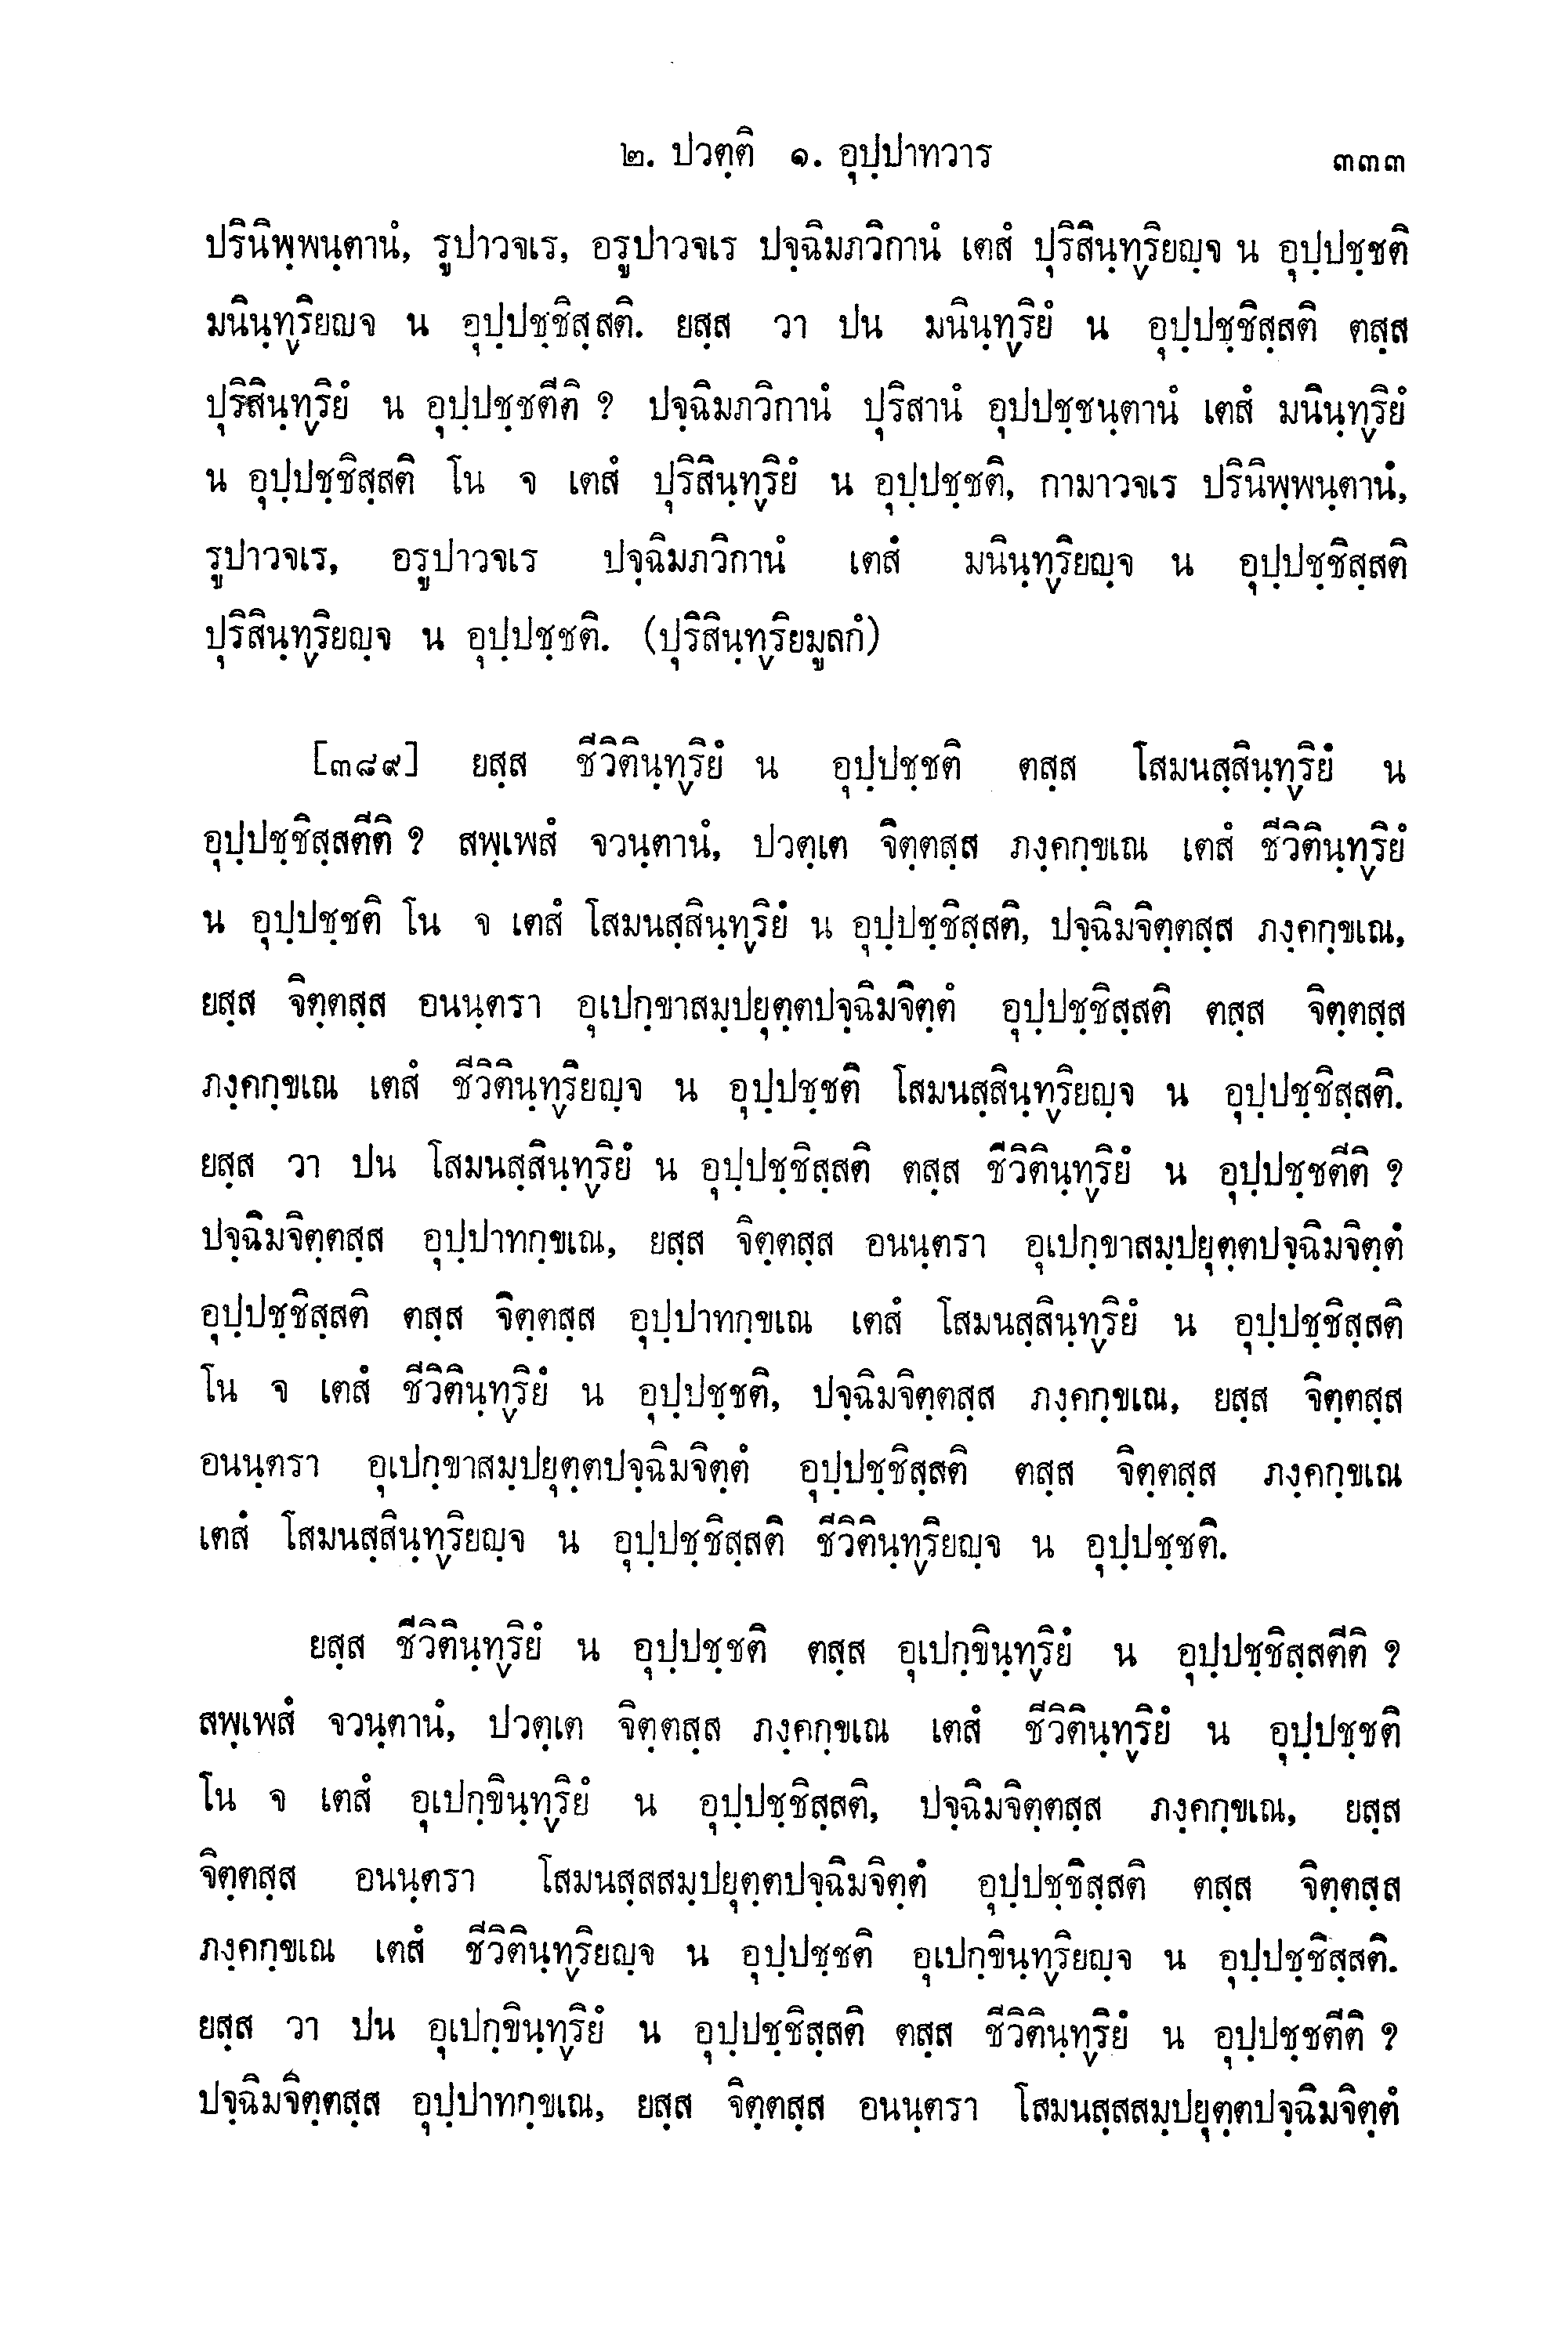 ๒. ปวตฺติ ๑. อุปฺปาทวาร ๓๓๓
ปรินิพฺพนฺตานํ, รูปาวจเร, อรูปาวจเร ปจฺฉิมภวิกานํ เตสํ ปุริสินฺทฺริยญฺจ น อุปฺปชฺชติ
มนินฺทฺริยญจ น อุปฺปชฺชิสฺสติ. ยสฺส วา ปน มนินฺทฺริยํ น อุปฺปชฺชิสฺสติ ตสฺส
ปุริสินฺทฺริยํ น อุปฺปชฺชตีติ ? ปจฺฉิมภวิกานํ ปุริสานํ อุปปชฺชนฺตานํ เตสํ มนินฺทฺริยํ
น อุปฺปชฺชิสฺสติ โน จ เตสํ ปุริสินฺทฺริยํ น อุปฺปชฺชติ, กามาวจเร ปรินิพฺพนฺตานํ,
รูปาวจเร, อรูปาวจเร ปจฺฉิมภวิกานํ เตสํ มนินฺทฺริยญฺจ น อุปฺปชฺชิสฺสติ
ปุริสินฺทฺริยญฺจ น อุปฺปชฺชติ. (ปุริสินฺทฺริยมูลกํ)
[๓๘๙] ยสฺส ชีวิตินฺทฺริยํ น อุปฺปชฺชติ ตสฺส โสมนสฺสินฺทฺริยํ น
อุปฺปชฺชิสฺสตีติ ? สพฺเพสํ จวนฺตานํ, ปวตฺเต จิตฺตสฺส ภงฺคกฺขเณ เตสํ ชีวิตินฺทฺริยํ
น อุปฺปชฺชติ โน จ เตสํ โสมนสฺสินฺทฺริยํ น อุปฺปชฺชิสฺสติ, ปจฺฉิมจิตฺตสฺส ภงฺคกฺขเณ,
ยสฺส จิตฺตสฺส อนนฺตรา อุเปกฺขาสมฺปยุตฺตปจฺฉิมจิตฺตํ อุปฺปชฺชิสฺสติ ตสฺส จิตฺตสฺส
ภงฺคกฺขเณ เตสํ ชีวิตินฺทฺริยญฺจ น อุปฺปชฺชติ โสมนสฺสินฺทฺริยญฺจ น อุปฺปชฺชิสฺสติ.
ยสฺส วา ปน โสมนสฺสินฺทฺริยํ น อุปฺปชฺชิสฺสติ ตสฺส ชีวิตินฺทฺริยํ น อุปฺปชฺชตีติ ?
ปจฺฉิมจิตฺตสฺส อุปฺปาทกฺขเณ, ยสฺส จิตฺตสฺส อนนฺตรา อุเปกฺขาสมฺปยุตฺตปจฺฉิมจิตฺตํ
อุปฺปชฺชิสฺสติ ตสฺส จิตฺตสฺส อุปฺปาทกฺขเณ เตสํ โสมนสฺสินฺทฺริยํ น อุปฺปชฺชิสฺสติ
โน จ เตสํ ชีวิตินฺทฺริยํ น อุปฺปชฺชติ, ปจฺฉิมจิตฺตสฺส ภงฺคกฺขเณ, ยสฺส จิตฺตสฺส
อนนฺตรา อุเปกฺขาสมฺปยุตฺตปจฺฉิมจิตฺตํ อุปฺปชฺชิสฺสติ ตสฺส จิตฺตสฺส ภงฺคกฺขเณ
เตสํ โสมนสฺสินฺทฺริยญฺจ น อุปฺปชฺชิสฺสติ ชีวิตินฺทฺริยญฺจ น อุปฺปชฺชติ.
ยสฺส ชีวิตินฺทฺริยํ น อุปฺปชฺชติ ตสฺส อุเปกฺขินฺทฺริยํ น อุปฺปชฺชิสฺสตีติ ?
สพฺเพสํ จวนฺตานํ, ปวตฺเต จิตฺตสฺส ภงฺคกฺขเณ เตสํ ชีวิตินฺทฺริยํ น อุปฺปชฺชติ
โน จ เตสํ อุเปกฺขินฺทฺริยํ น อุปฺปชฺชิสฺสติ, ปจฺฉิมจิตฺตสฺส ภงฺคกฺขเณ, ยสฺส
จิตฺตสฺส อนนฺตรา โสมนสฺสสมฺปยุตฺตปจฺฉิมจิตฺตํ อุปฺปชฺชิสฺสติ ตสฺส จิตฺตสฺส
ภงฺคกฺขเณ เตสํ ชีวิตินฺทฺริยญฺจ น อุปฺปชฺชติ อุเปกฺขินฺทฺริยญฺจ น อุปฺปชฺชิสฺสติ.
ยสฺส วา ปน อุเปกฺขินฺทฺริยํ น อุปฺปชฺชิสฺสติ ตสฺส ชีวิตินฺทฺริยํ น อุปฺปชฺชตีติ ?
ปจฺฉิมจิตฺตสฺส อุปฺปาทกฺขเณ, ยสฺส จิตฺตสฺส อนนฺตรา โสมนสฺสสมฺปยุตฺตปจฺฉิมจิตฺตํ